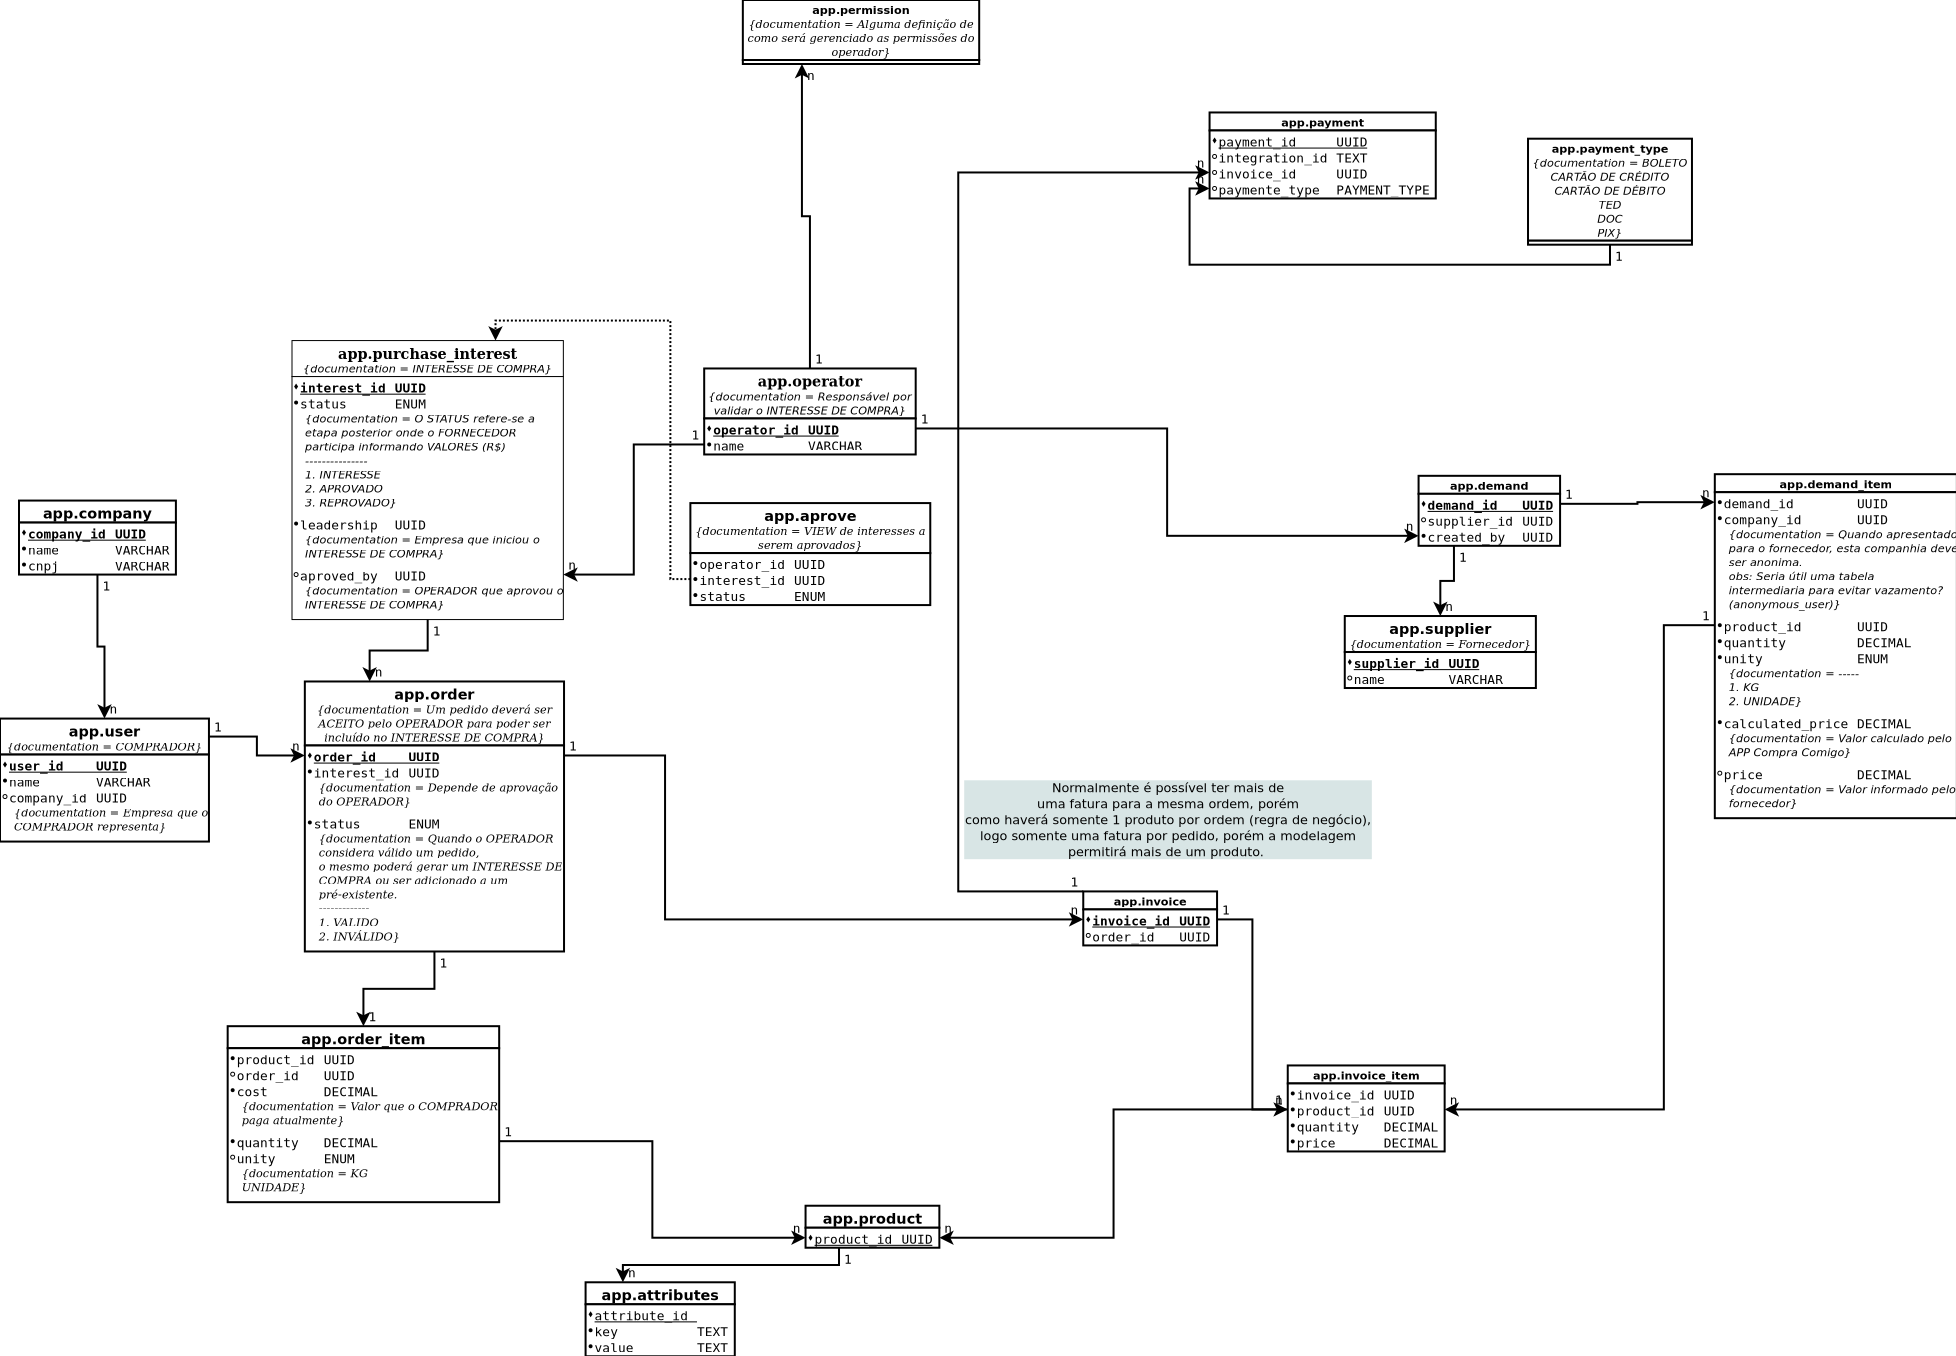 app.permission
{documentation = Alguma definição de
como será gerenciado as permissões do
operador}
n
app.payment
payment_id UUID
integration_id TEXT
invoice_id UUID
paymente_type PAYMENT_TYPE
n
n
app.payment_type
{documentation = BOLETO
CARTÃO DE CRÉDITO
CARTÃO DE DÉBITO
TED
DOC
PIX}
1
app.purchase_interest
{documentation = INTERESSE DE COMPRA}
interest_id UUID
status ENUM
{documentation = O STATUS refere-se a
etapa posterior onde o FORNECEDOR
participa informando VALORES (R$)
---------------
1. INTERESSE
2. APROVADO
3. REPROVADO}
leadership UUID
{documentation = Empresa que iniciou o
INTERESSE DE COMPRA}
aproved_by UUID
{documentation = OPERADOR que aprovou o
INTERESSE DE COMPRA}
n
1
1
app.operator
{documentation = Responsável por
validar o INTERESSE DE COMPRA}
operator_id UUID
name VARCHAR
1
1
app.aprove
{documentation = VIEW de interesses a
serem aprovados}
operator_id UUID
interest_id UUID
status ENUM
app.demand
demand_id UUID
supplier_id UUID
created_by UUID
n
1
1
app.supplier
{documentation = Fornecedor}
supplier_id UUID
name VARCHAR
n
app.demand_item
demand_id UUID
company_id UUID
{documentation = Quando apresentado
para o fornecedor, esta companhia deve
ser anonima.
obs: Seria útil uma tabela
intermediaria para evitar vazamento?
(anonymous_user)}
product_id UUID
quantity DECIMAL
unity ENUM
{documentation = -----
1. KG
2. UNIDADE}
calculated_price DECIMAL
{documentation = Valor calculado pelo
APP Compra Comigo}
price DECIMAL
{documentation = Valor informado pelo
fornecedor}
n
1
app.company
company_id UUID
name VARCHAR
cnpj VARCHAR
1
n
app.user
{documentation = COMPRADOR}
user_id UUID
name VARCHAR
company_id UUID
{documentation = Empresa que o
COMPRADOR representa}
1
n
n
app.order
{documentation = Um pedido deverá ser
ACEITO pelo OPERADOR para poder ser
incluído no INTERESSE DE COMPRA}
order_id UUID
interest_id UUID
{documentation = Depende de aprovação
do OPERADOR}
status ENUM
{documentation = Quando o OPERADOR
considera válido um pedido,
o mesmo poderá gerar um INTERESSE DE
COMPRA ou ser adicionado a um
pré-existente.
-------------
1. VALIDO
2. INVÁLIDO}
1
1
Normalmente é possível ter mais de
uma fatura para a mesma ordem, porém
como haverá somente 1 produto por ordem (regra de negócio),
logo somente uma fatura por pedido, porém a modelagem
permitirá mais de um produto.
1
n
app.invoice
invoice_id UUID
order_id UUID
1
1
app.order_item
product_id UUID
order_id UUID
cost DECIMAL
{documentation = Valor que o COMPRADOR
paga atualmente}
quantity DECIMAL
unity ENUM
{documentation = KG
UNIDADE}
1
app.invoice_item
invoice_id UUID
product_id UUID
quantity DECIMAL
price DECIMAL
n
n
app.product
product_id UUID
n
1
n
app.attributes
attribute_id
key TEXT
value TEXT